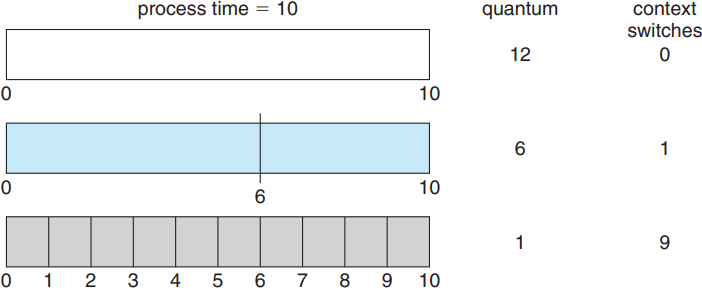 process time = 10 quantum context
switches
12 0
0 10
6 1
0 6 10
1 9
0 1 2 3 4 5 6 7 8 9 10